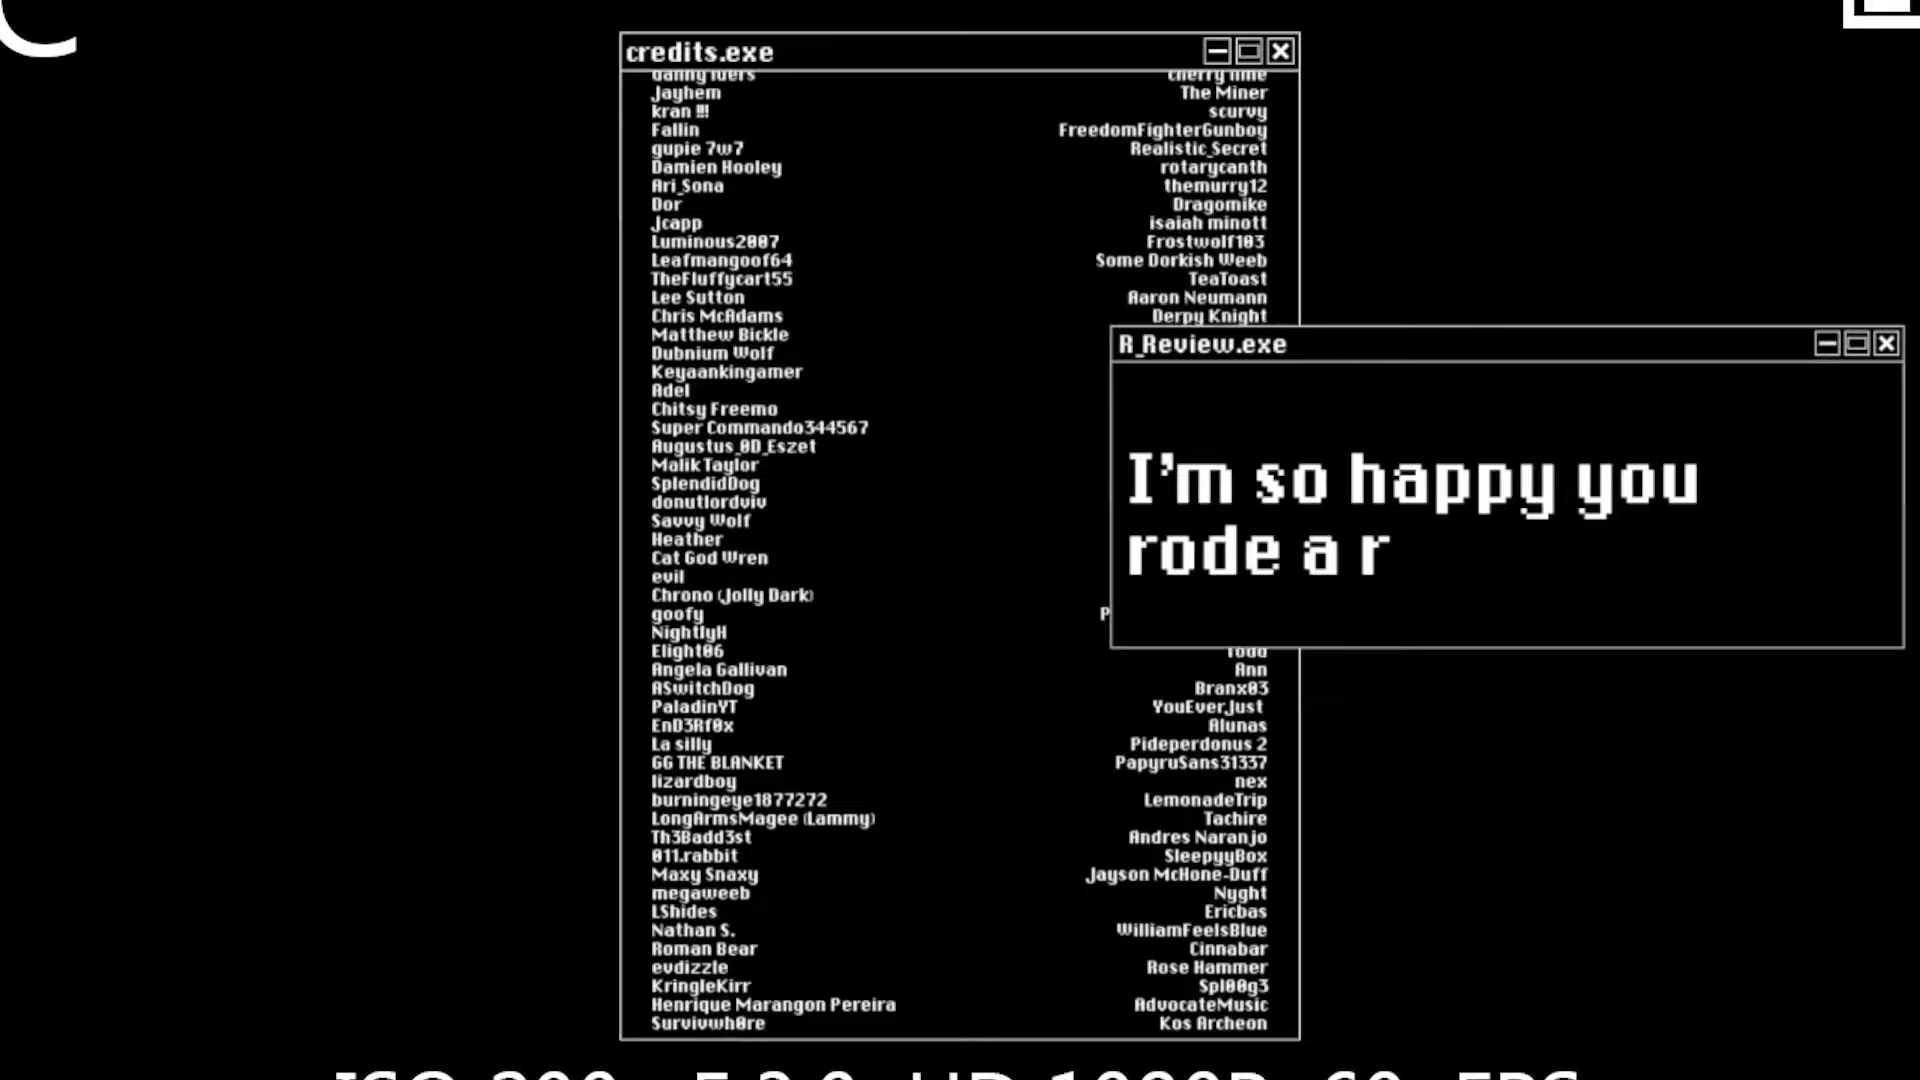 C
credits.exe
danny luers
cherry lime
Jayhem
The Miner
kran !!!
scurvy
Fallin
FreedomFighterGunboy
gupie 7w7
Realistic_Secret
Damien Hooley
rotarycanth
Ari_Sona
themurry12
Dor
Dragomike
Jcapp
isaiah minott
Luminous2007
Frostwolf103
Leafmangoof64
Some Dorkish Weeb
TheFluffycart55
TeaToast
Lee Sutton
Aaron Neumann
Chris McAdams
Derpy Knight
Matthew Bickle
Dubnium Wolf
Keyaankingamer
Adel
Chitsy Freemo
Super Commando344567
Augustus_0D_Eszet
Malik Taylor
SplendidDog
donutlordviv
Savvy Wolf
Heather
Cat God Wren
evil
Chrono (Jolly Dark)
goofy
P
NightlyH
Elight06
Todd
Angela Gallivan
Ann
ASwitchDog
Branx03
PaladinYT
YouEverJust
EnD3Rf0x
Alunas
La silly
Pideperdonus 2
GG THE BLANKET
PapyruSans31337
lizardboy
nex
burningeye1877272
LemonadeTrip
LongArmsMagee (Lammy)
Tachire
Th3Badd3st
Andres Naranjo
011.rabbit
SleepyyBox
Maxy Snaxy
Jayson McHone-Duff
megaweeb
Nyght
LShides
Ericbas
Nathan S.
WilliamFeelsBlue
Roman Bear
Cinnabar
evdizzle
Rose Hammer
KringleKirr
Spl00g3
Henrique Marangon Pereira
AdvocateMusic
Survivwh0re
Kos Archeon
R_Review.exe
I'm so happy you
rode a r